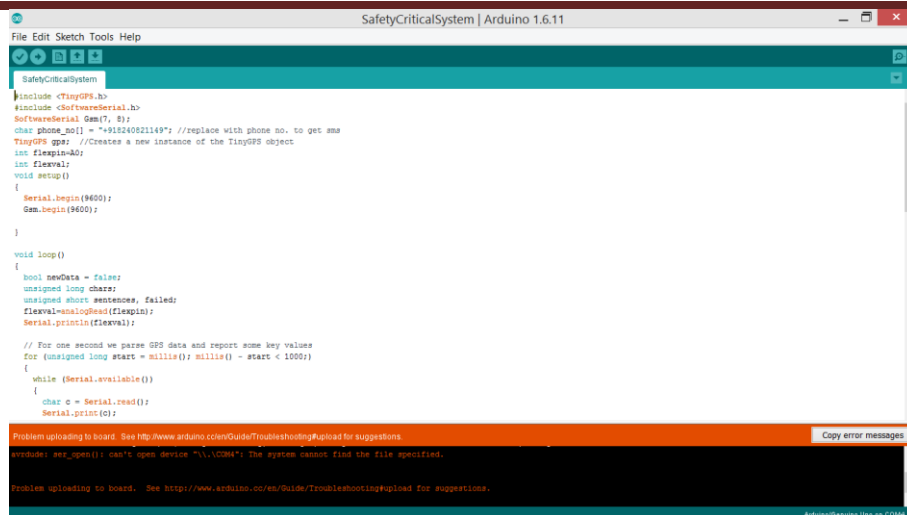 SafetyCriticalSystem | Arduino 1.6.11
File Edit Sketch Tools Help
SafetyCriticalSystem
#include <TinyGPS.h>
#include <SoftwareSerial.h>
SoftwareSerial Gsm(7, 8);
char phone_no[] = "+918240821149"; //replace with phone no. to get sms
TinyGPS gps;  //Creates a new instance of the TinyGPS object
int flexpin=A0;
int flexval;
void setup()
{
  Serial.begin(9600);
  Gsm.begin(9600);
}
void loop()
{
  bool newData = false;
  unsigned long chars;
  unsigned short sentences, failed;
  flexval=analogRead(flexpin);
  Serial.println(flexval);
  // For one second we parse GPS data and report some key values
  for (unsigned long start = millis(); millis() - start < 1000;)
  {
    while (Serial.available())
    {
      char c = Serial.read();
      Serial.print(c);
Problem uploading to board.  See http://www.arduino.cc/en/Guide/Troubleshooting#upload for suggestions.
Copy error messages
avrdude: ser_open(): can't open device "\\.\COM4": The system cannot find the file specified.
Problem uploading to board.  See http://www.arduino.cc/en/Guide/Troubleshooting#upload for suggestions.
Arduino/Genuino Uno on COM4